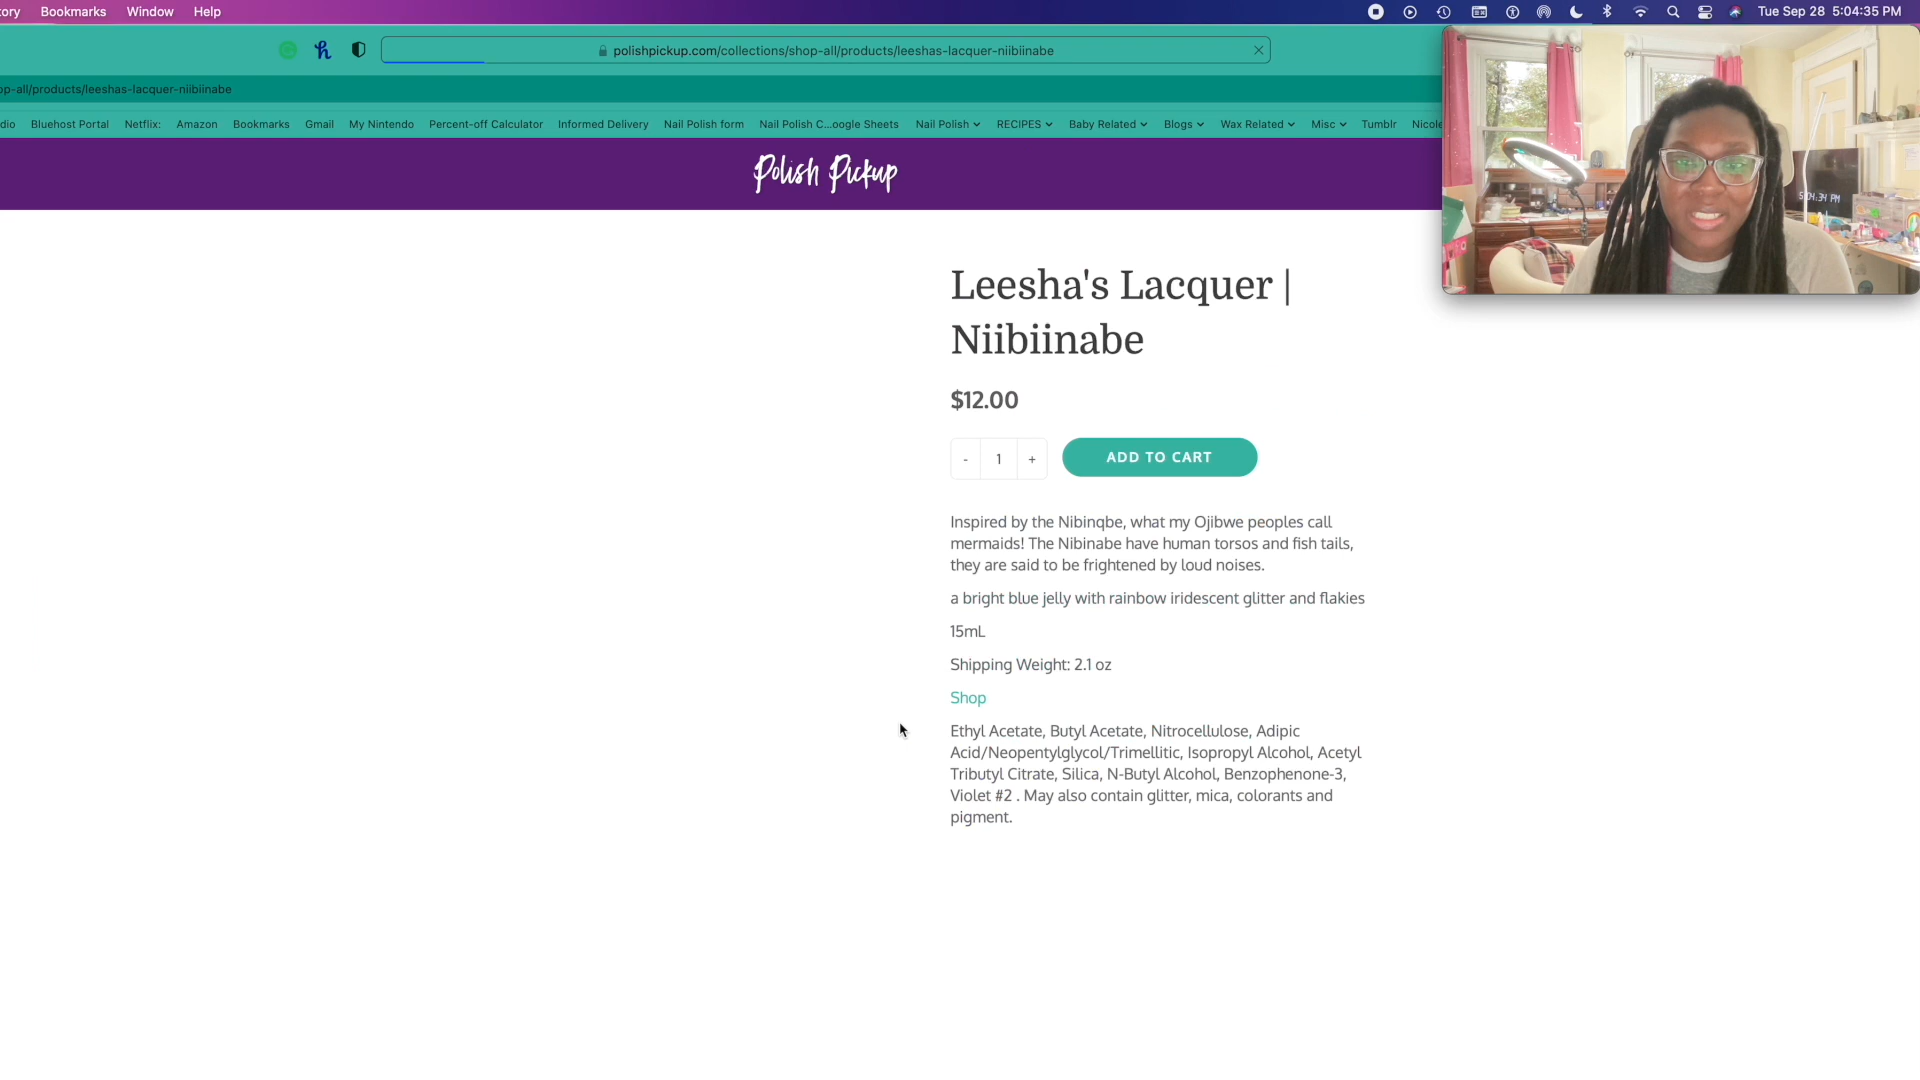 ory Bookmarks Window Help Tue Sep 28 5:04:35 PM
polishpickup.com/collections/shop-all/products/leeshas-lacquer-niibiinabe
op-all/products/leeshas-lacquer-niibiinabe
dio Bluehost Portal Netflix: Amazon Bookmarks Gmail My Nintendo Percent-off Calculator Informed Delivery Nail Polish form Nail Polish C...oogle Sheets Nail Polish RECIPES Baby Related Blogs Wax Related Misc Tumblr Nicole
Polish Pickup
5:04:34 PM
Leesha's Lacquer |
Niibiinabe
$12.00
- 1 + ADD TO CART
Inspired by the Nibinqbe, what my Ojibwe peoples call
mermaids! The Nibinabe have human torsos and fish tails,
they are said to be frightened by loud noises.
a bright blue jelly with rainbow iridescent glitter and flakies
15mL
Shipping Weight: 2.1 oz
Shop
Ethyl Acetate, Butyl Acetate, Nitrocellulose, Adipic
Acid/Neopentylglycol/Trimellitic, Isopropyl Alcohol, Acetyl
Tributyl Citrate, Silica, N-Butyl Alcohol, Benzophenone-3,
Violet #2 . May also contain glitter, mica, colorants and
pigment.